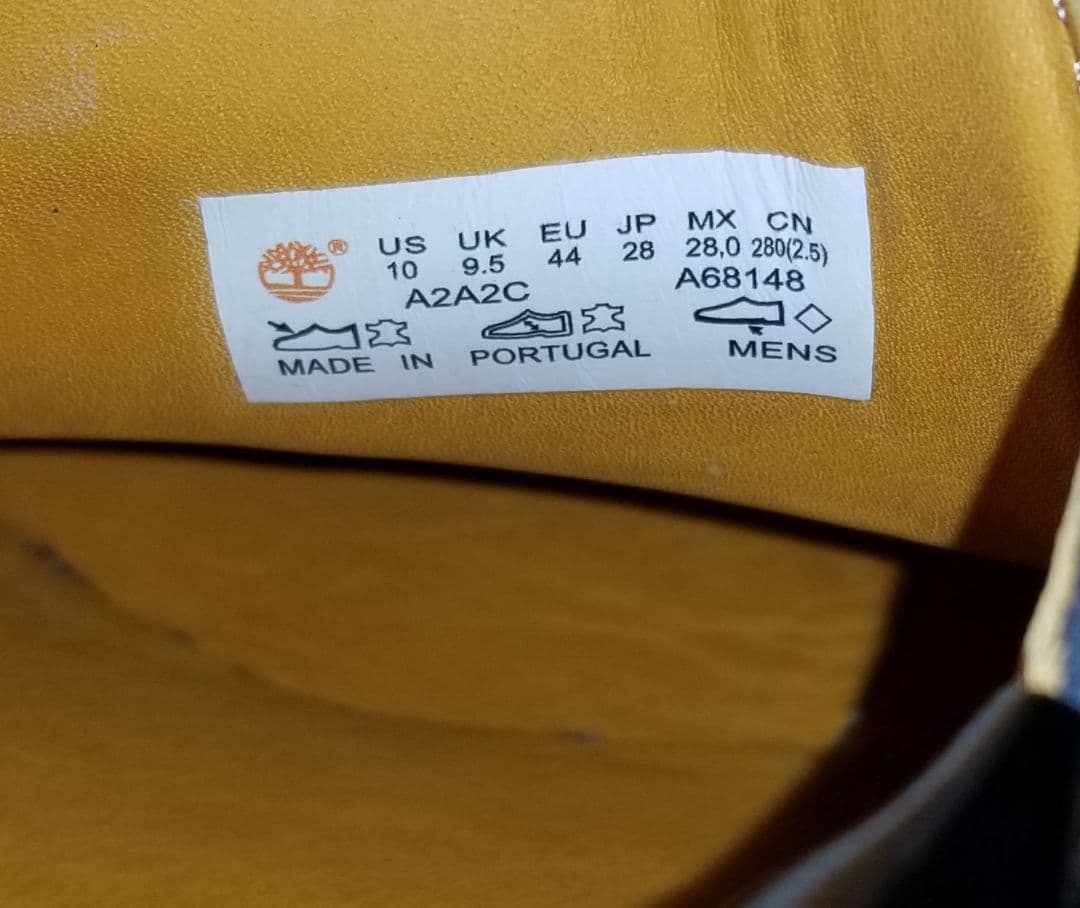 ® US UK EU JP MX CN
10 9.5 44 28 28,0 280(2.5)
A2A2C A68148
MADE IN PORTUGAL MENS